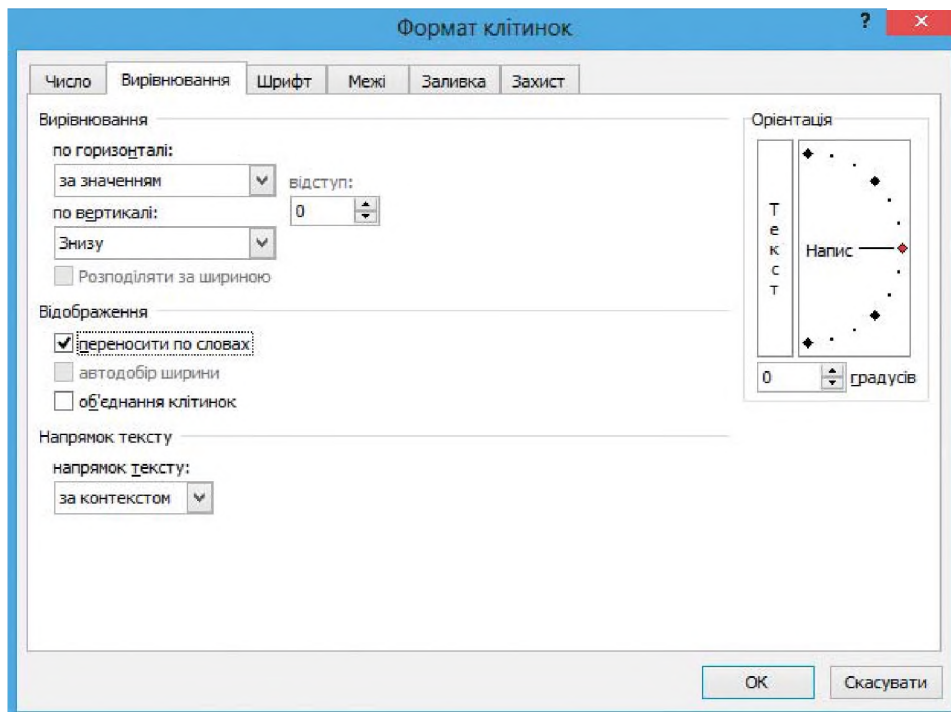 Формат клітинок
?
Число Вирівнювання Шрифт Межі Заливка Захист
Вирівнювання
по горизонталі:
за значенням
відступ:
0
по вертикалі:
Знизу
Розподіляти за шириною
Відображення
переносити по словах
автодобір ширини
об'єднання клітинок
Напрямок тексту
напрямок тексту:
за контекстом
Орієнтація
Текст
Напис
0 градусів
ОК Скасувати